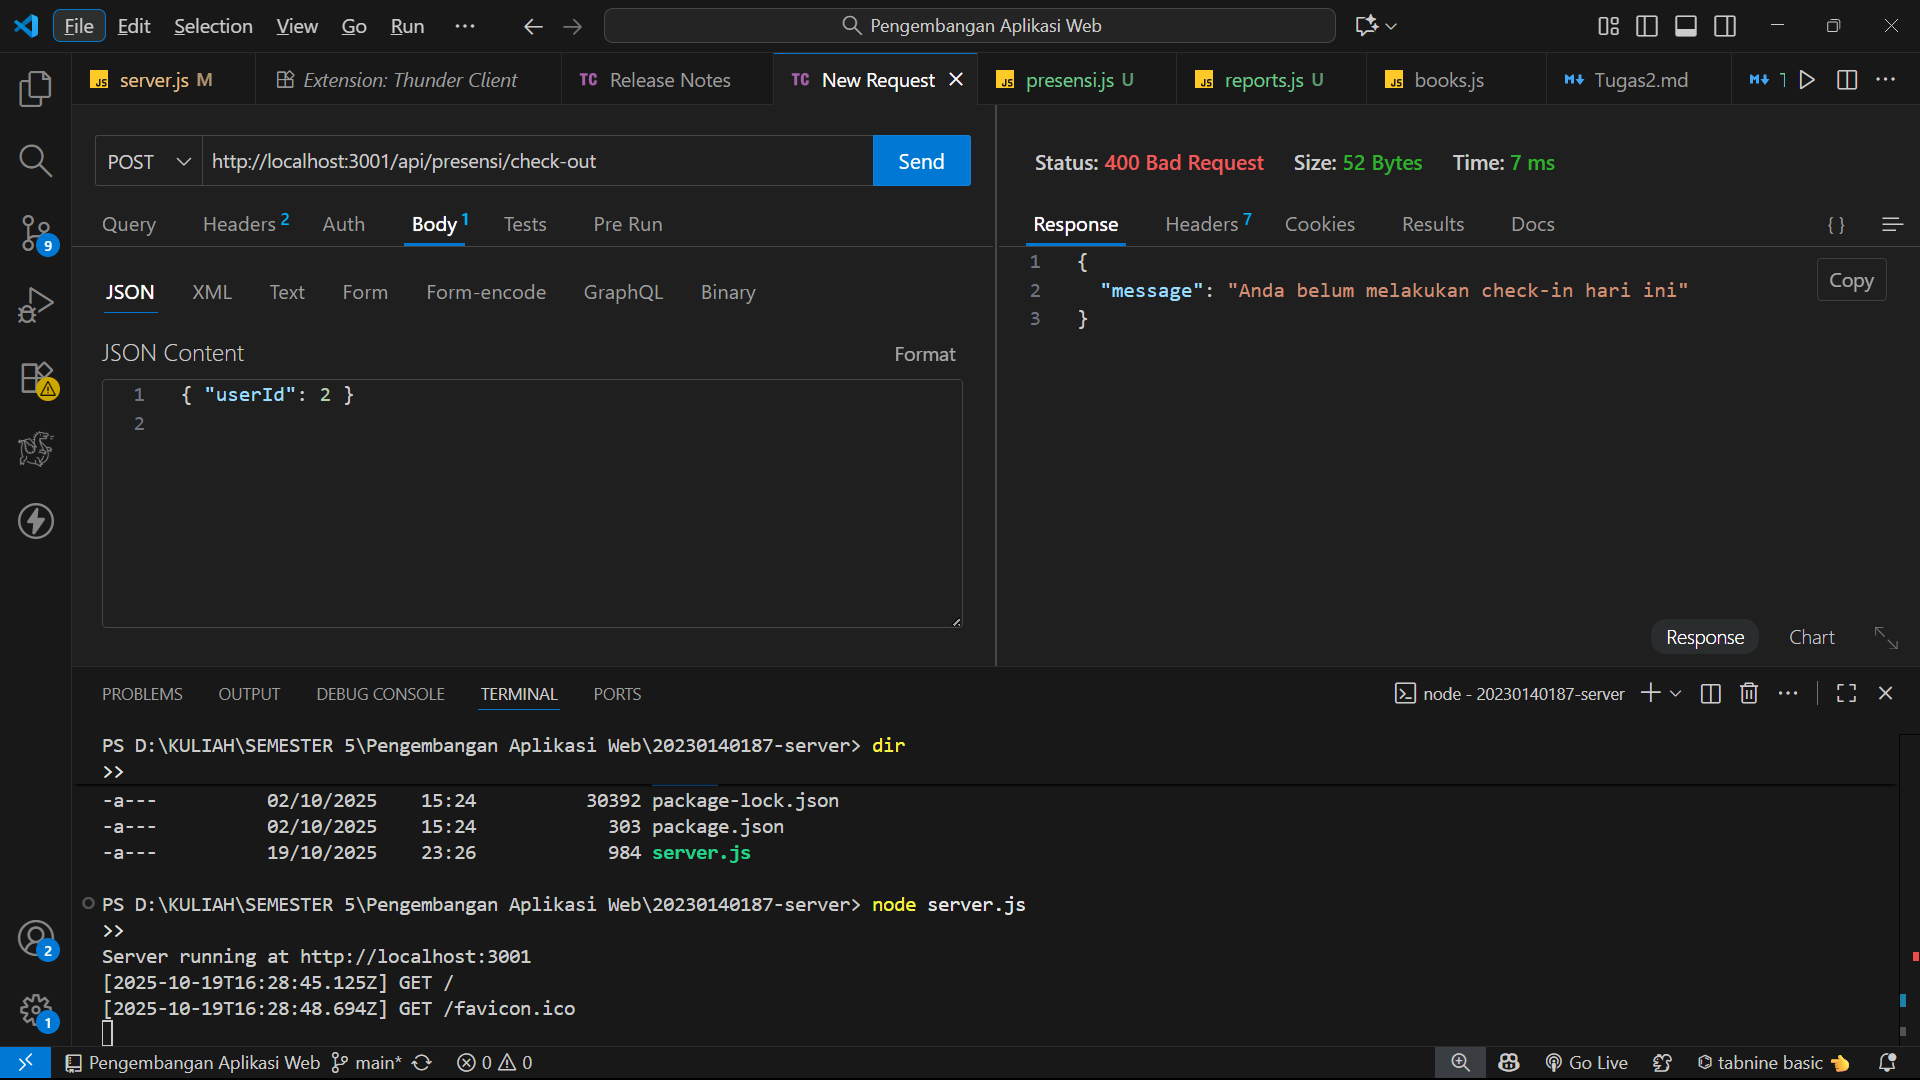 File Edit Selection View Go Run ··· Pengembangan Aplikasi Web
server.js M Extension: Thunder Client Release Notes New Request presensi.js U reports.js U books.js Tugas2.md
POST http://localhost:3001/api/presensi/check-out Send
Status: 400 Bad Request Size: 52 Bytes Time: 7 ms
Query Headers 2 Auth Body 1 Tests Pre Run
Response Headers 7 Cookies Results Docs { }
JSON XML Text Form Form-encode GraphQL Binary
JSON Content Format
1 { "userId": 2 }
2
1 {
2 "message": "Anda belum melakukan check-in hari ini"
3 }
Copy
Response Chart
9
2
1
PROBLEMS OUTPUT DEBUG CONSOLE TERMINAL PORTS node - 20230140187-server
PS D:\KULIAH\SEMESTER 5\Pengembangan Aplikasi Web\20230140187-server> dir
>>
-a--- 02/10/2025 15:24 30392 package-lock.json
-a--- 02/10/2025 15:24 303 package.json
-a--- 19/10/2025 23:26 984 server.js
PS D:\KULIAH\SEMESTER 5\Pengembangan Aplikasi Web\20230140187-server> node server.js
>>
Server running at http://localhost:3001
[2025-10-19T16:28:45.125Z] GET /
[2025-10-19T16:28:48.694Z] GET /favicon.ico
Pengembangan Aplikasi Web main* 0 0 Go Live tabnine basic